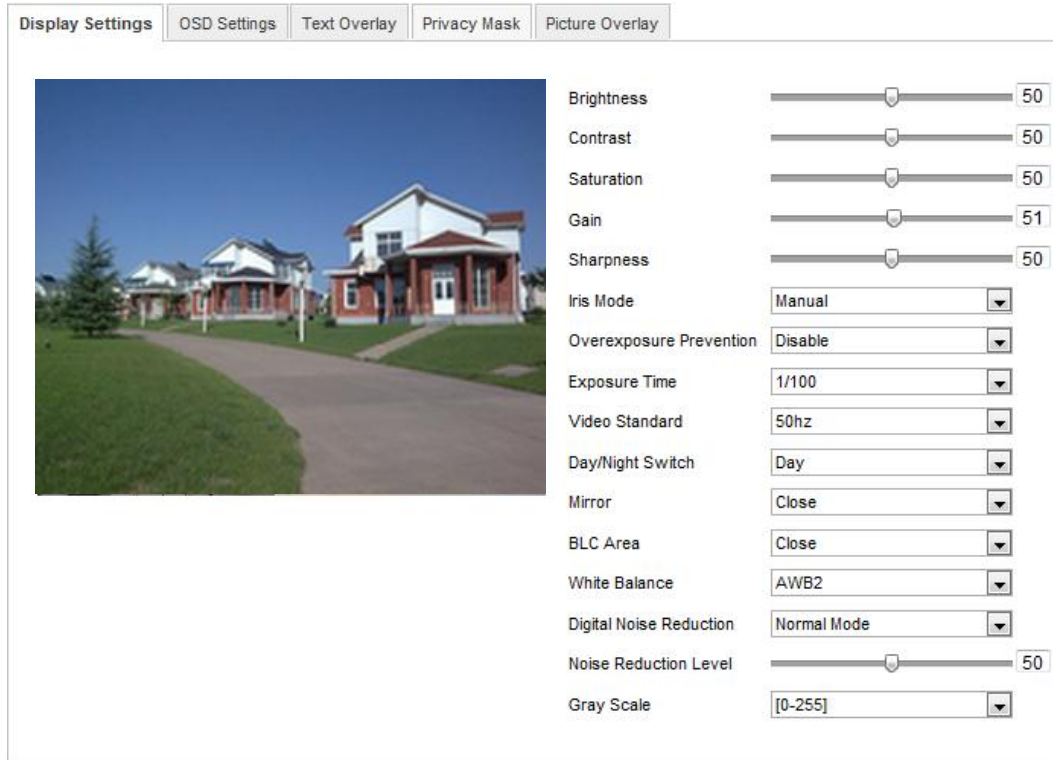 Display Settings OSD Settings Text Overlay Privacy Mask Picture Overlay
Brightness 50
Contrast 50
Saturation 50
Gain 51
Sharpness 50
Iris Mode Manual
Overexposure Prevention Disable
Exposure Time 1/100
Video Standard 50hz
Day/Night Switch Day
Mirror Close
BLC Area Close
White Balance AWB2
Digital Noise Reduction Normal Mode
Noise Reduction Level 50
Gray Scale [0-255]